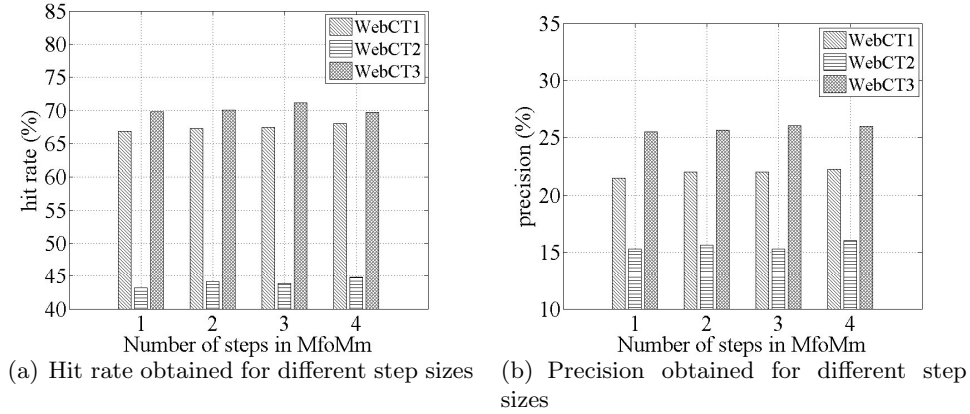 85
80
75
70
65
60
55
50
45
40
hit rate (%)
WebCT1
WebCT2
WebCT3
1 2 3 4
Number of steps in MfoMm
(a) Hit rate obtained for different step sizes
35
30
25
20
15
10
precision (%)
WebCT1
WebCT2
WebCT3
1 2 3 4
Number of steps in MfoMm
(b) Precision obtained for different step
sizes